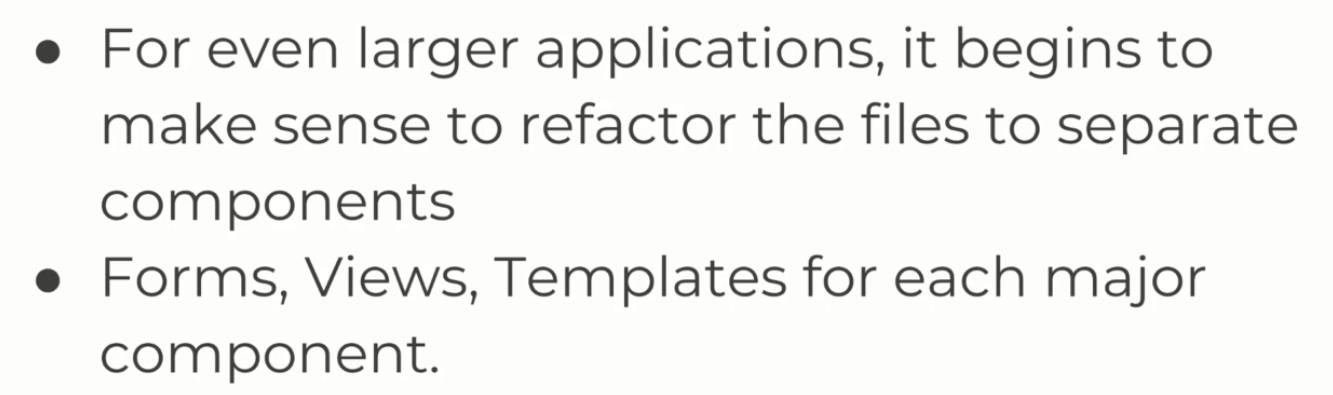 ● For even larger applications, it begins to
make sense to refactor the files to separate
components
● Forms, Views, Templates for each major
component.